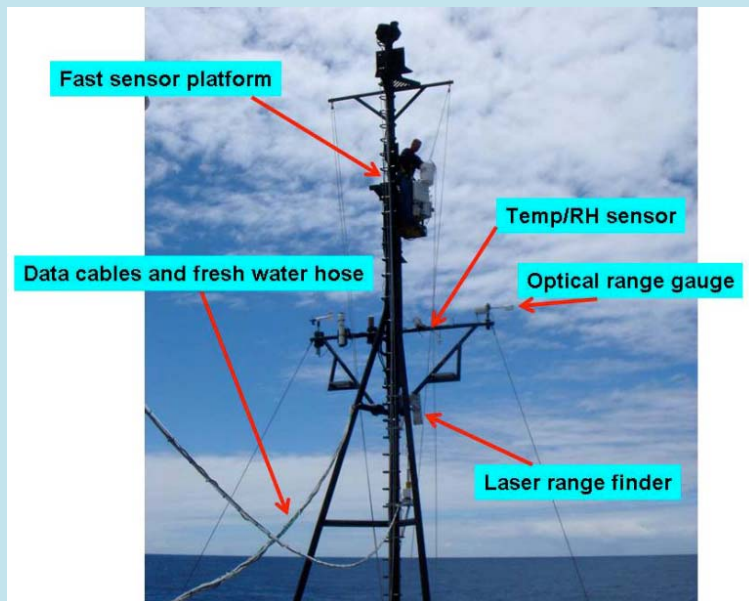 Fast sensor platform
Temp/RH sensor
Data cables and fresh water hose
Optical range gauge
Laser range finder